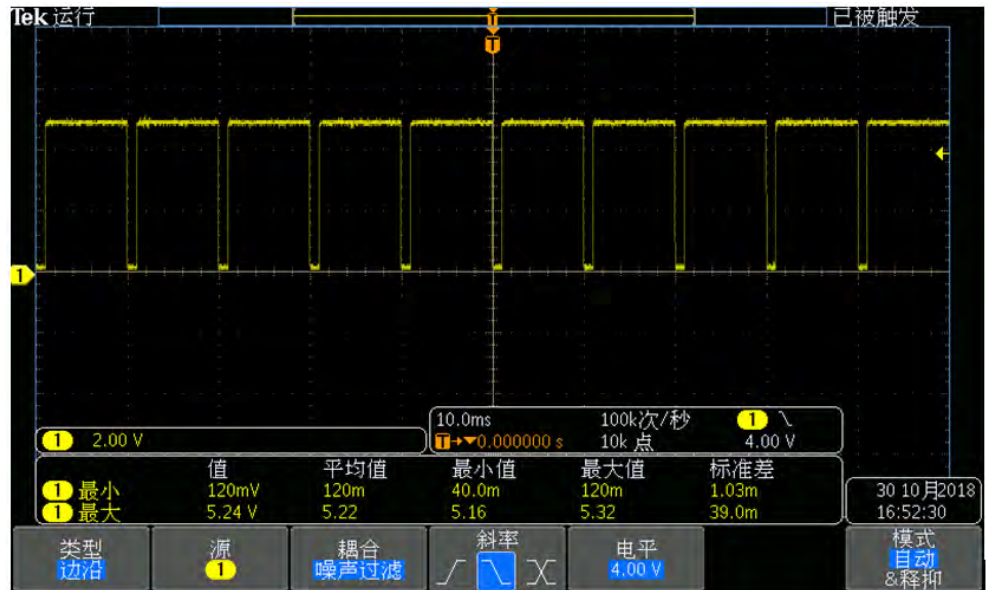 Tek 运行 T 已被触发
T
1
10.0ms 100k次/秒 1
1 2.00 V T→▼0.000000 s 10k 点 4.00 V
值 平均值 最小值 最大值 标准差
1 最小 120mV 120m 40.0m 120m 1.03m
1 最大 5.24 V 5.22 5.16 5.32 39.0m
30 10月2018
16:52:30
类型
边沿
源
1
耦合
噪声过滤
斜率
电平
4.00 V
模式
自动
&释抑